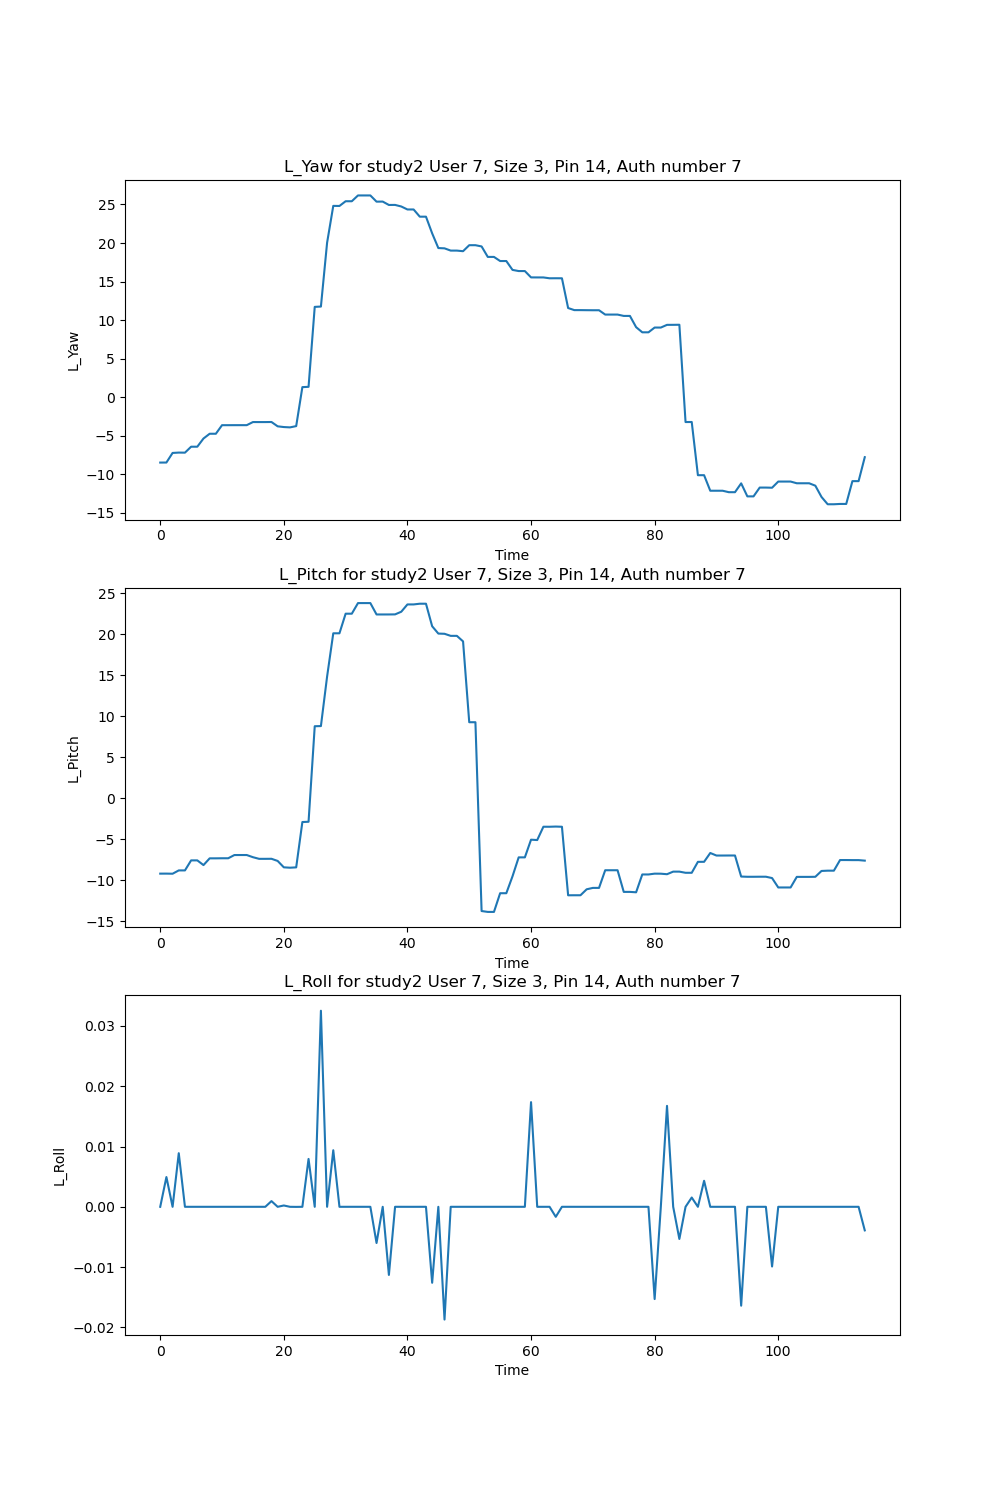 L_Yaw for study2 User 7, Size 3, Pin 14, Auth number 7
25
20
15
10
5
0
−5
−10
−15
L_Yaw
0 20 40 60 80 100
Time
L_Pitch for study2 User 7, Size 3, Pin 14, Auth number 7
25
20
15
10
5
0
−5
−10
−15
L_Pitch
0 20 40 60 80 100
Time
L_Roll for study2 User 7, Size 3, Pin 14, Auth number 7
0.03
0.02
0.01
0.00
−0.01
−0.02
L_Roll
0 20 40 60 80 100
Time